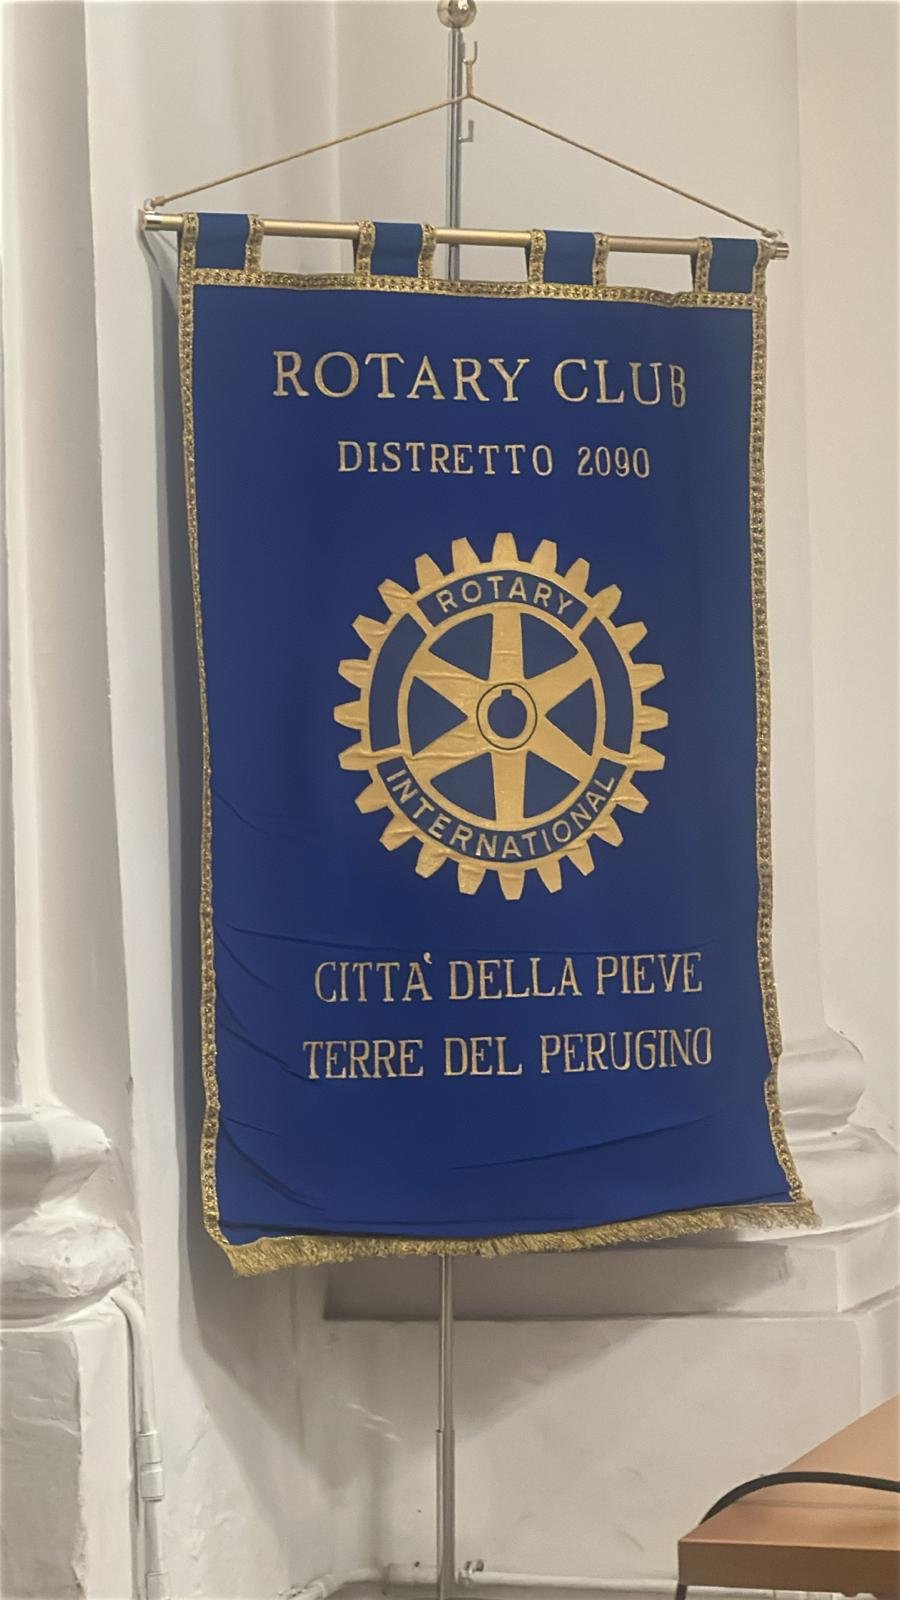 ROTARY CLUB
DISTRETTO 2090
ROTARY
INTERNATIONAL
CITTA' DELLA PIEVE
TERRE DEL PERUGINO